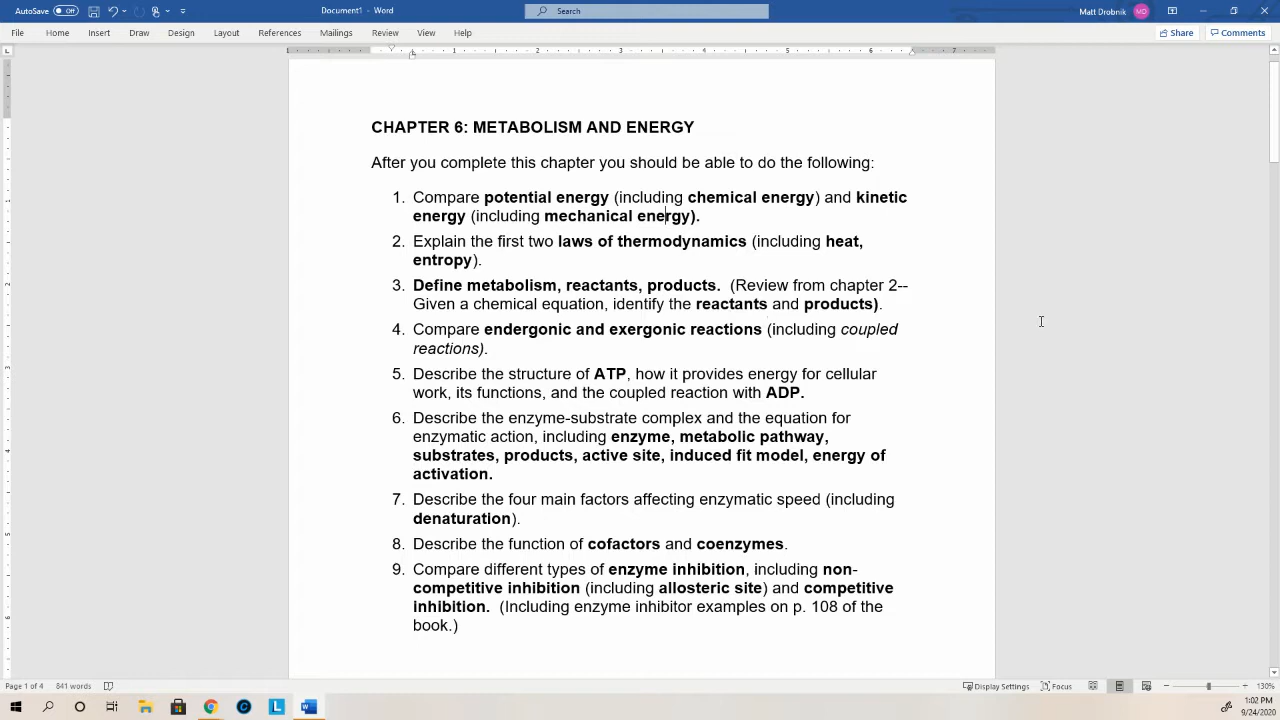 AutoSave Off
Document1 - Word
Search
Matt Drobnik MD
File Home Insert Draw Design Layout References Mailings Review View Help
Share Comments
CHAPTER 6: METABOLISM AND ENERGY
After you complete this chapter you should be able to do the following:
1. Compare potential energy (including chemical energy) and kinetic
energy (including mechanical energy).
2. Explain the first two laws of thermodynamics (including heat,
entropy).
3. Define metabolism, reactants, products. (Review from chapter 2--
Given a chemical equation, identify the reactants and products).
4. Compare endergonic and exergonic reactions (including coupled
reactions).
5. Describe the structure of ATP, how it provides energy for cellular
work, its functions, and the coupled reaction with ADP.
6. Describe the enzyme-substrate complex and the equation for
enzymatic action, including enzyme, metabolic pathway,
substrates, products, active site, induced fit model, energy of
activation.
7. Describe the four main factors affecting enzymatic speed (including
denaturation).
8. Describe the function of cofactors and coenzymes.
9. Compare different types of enzyme inhibition, including non-
competitive inhibition (including allosteric site) and competitive
inhibition. (Including enzyme inhibitor examples on p. 108 of the
book.)
Page 1 of 4 841 words
Display Settings Focus 130%
1:02 PM
9/24/2020